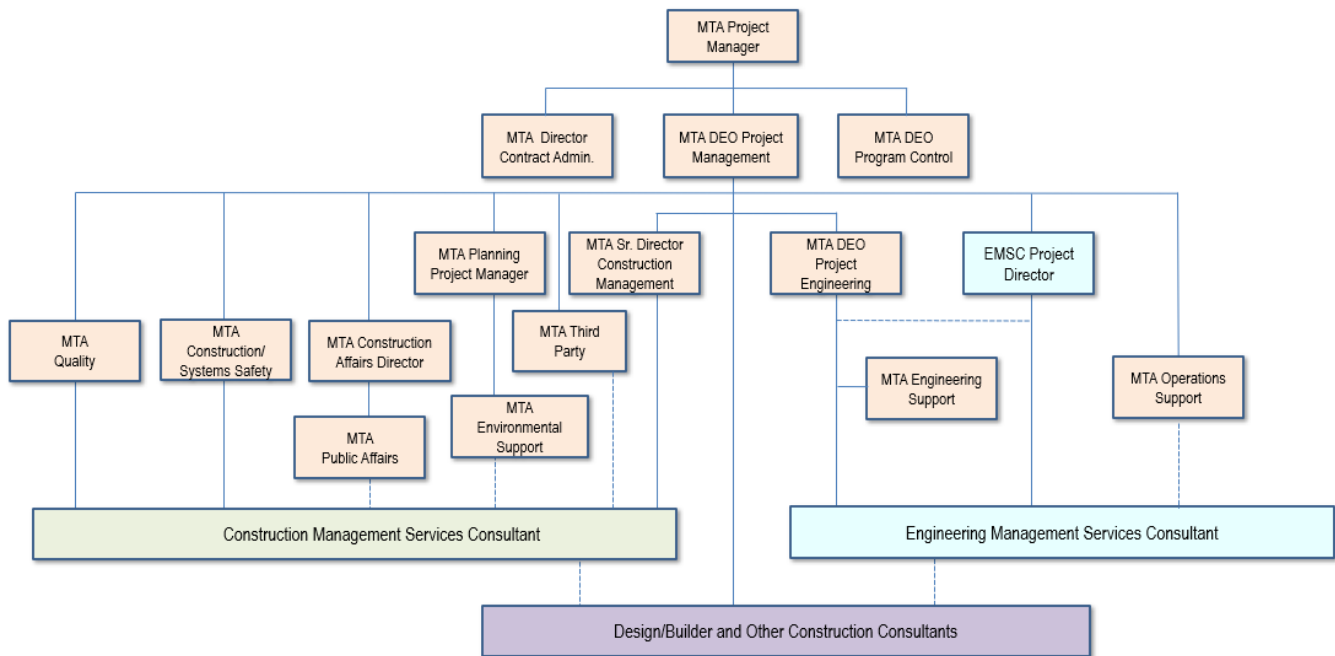 MTA Project
Manager
MTA Director
Contract Admin.
MTA DEO Project
Management
MTA DEO
Program Control
MTA Planning
Project Manager
MTA Sr. Director
Construction
Management
MTA DEO
Project
Engineering
EMSC Project
Director
MTA
Quality
MTA
Construction/
Systems Safety
MTA Construction
Affairs Director
MTA Third
Party
MTA Engineering
Support
MTA Operations
Support
MTA
Public Affairs
MTA
Environmental
Support
Construction Management Services Consultant
Engineering Management Services Consultant
Design/Builder and Other Construction Consultants